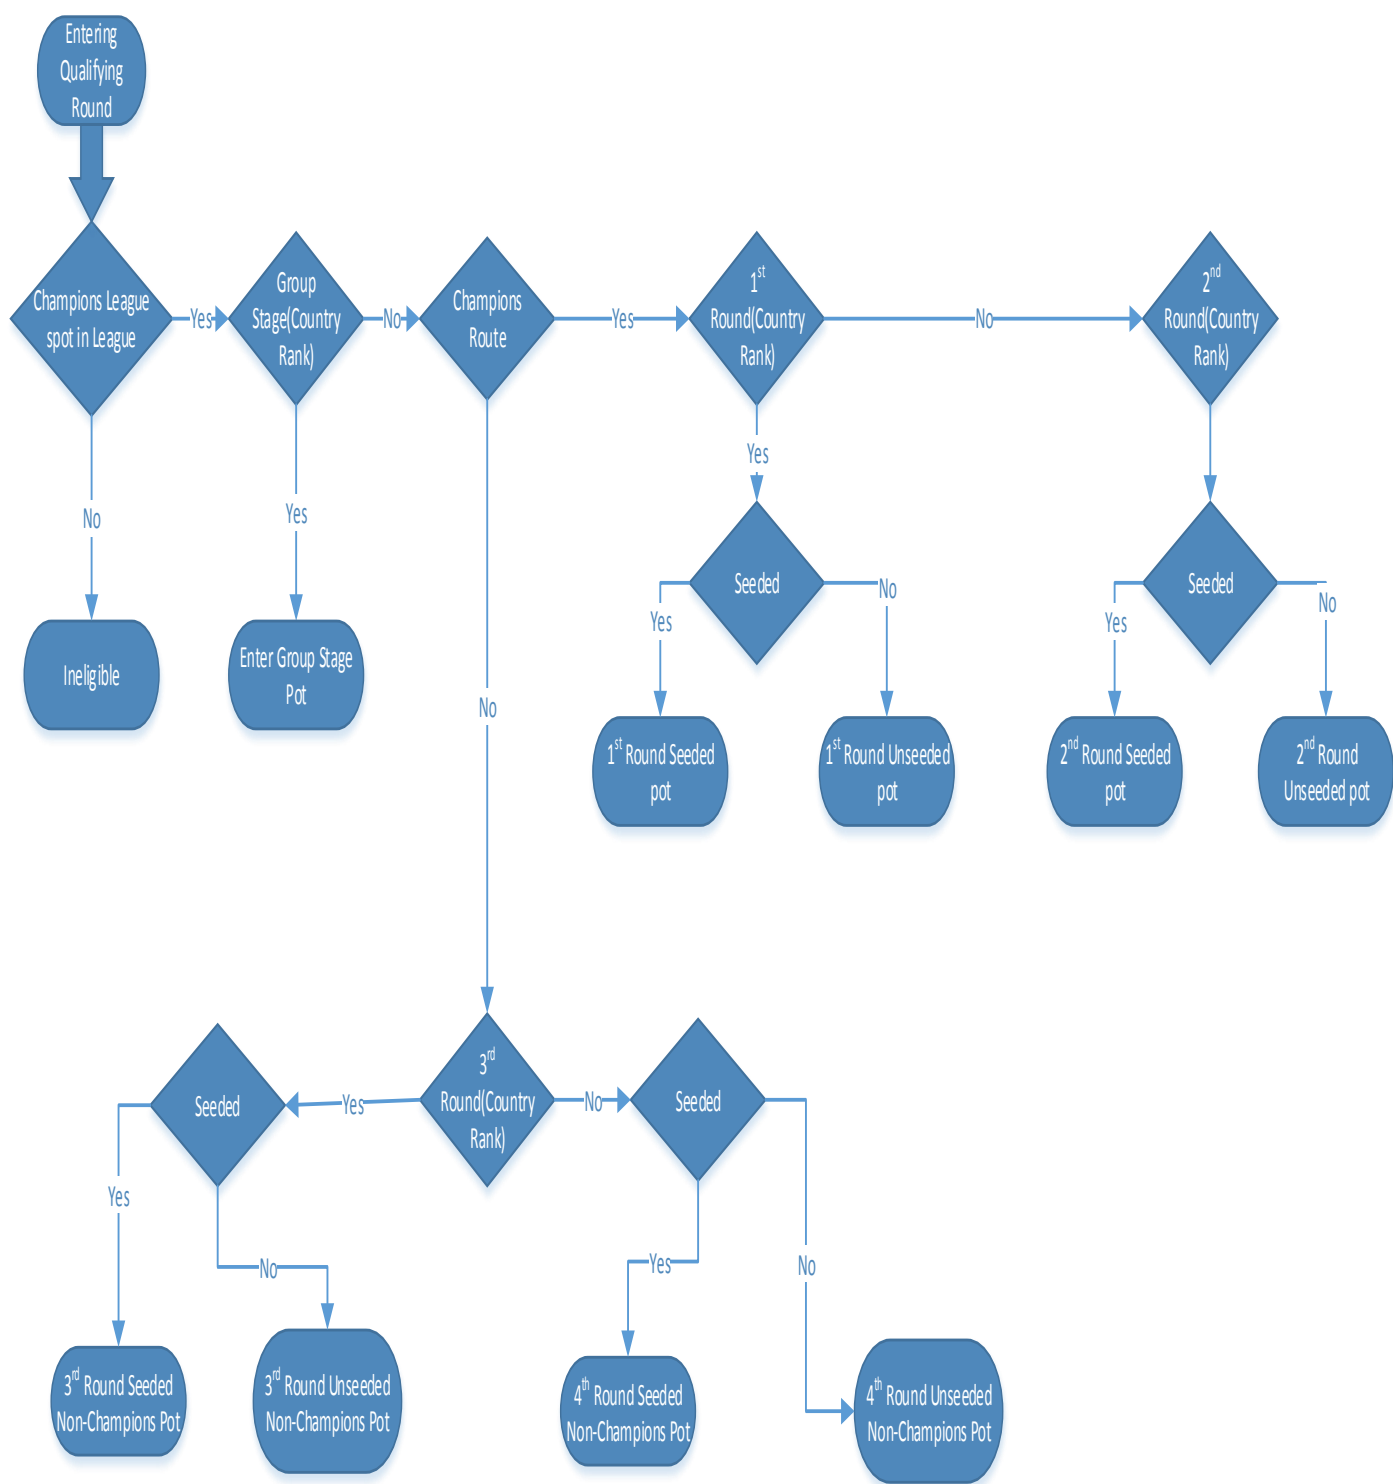 Entering
Qualifying
Round
Champions League
spot in League
Yes
Group
Stage(Country
Rank)
No
Champions
Route
Yes
1st
Round(Country
Rank)
No
2nd
Round(Country
Rank)
No
Yes
Yes
Seeded
Yes
No
Seeded
Yes
No
Ineligible
Enter Group Stage
Pot
No
1st Round Seeded
pot
1st Round Unseeded
pot
2nd Round Seeded
pot
2nd Round
Unseeded pot
Seeded
Yes
3rd
Round(Country
Rank)
No
Seeded
Yes
No
Yes
No
3rd Round Seeded
Non-Champions Pot
3rd Round Unseeded
Non-Champions Pot
4th Round Seeded
Non-Champions Pot
4th Round Unseeded
Non-Champions Pot